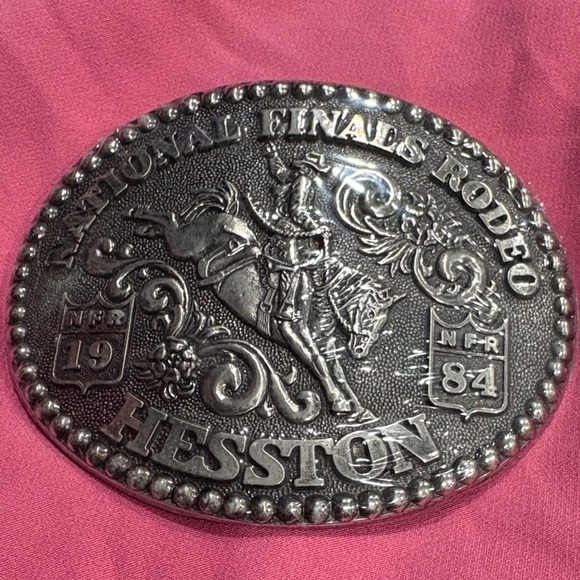 NATIONAL FINALS RODEO
NFR
19
NFR
84
HESSTON